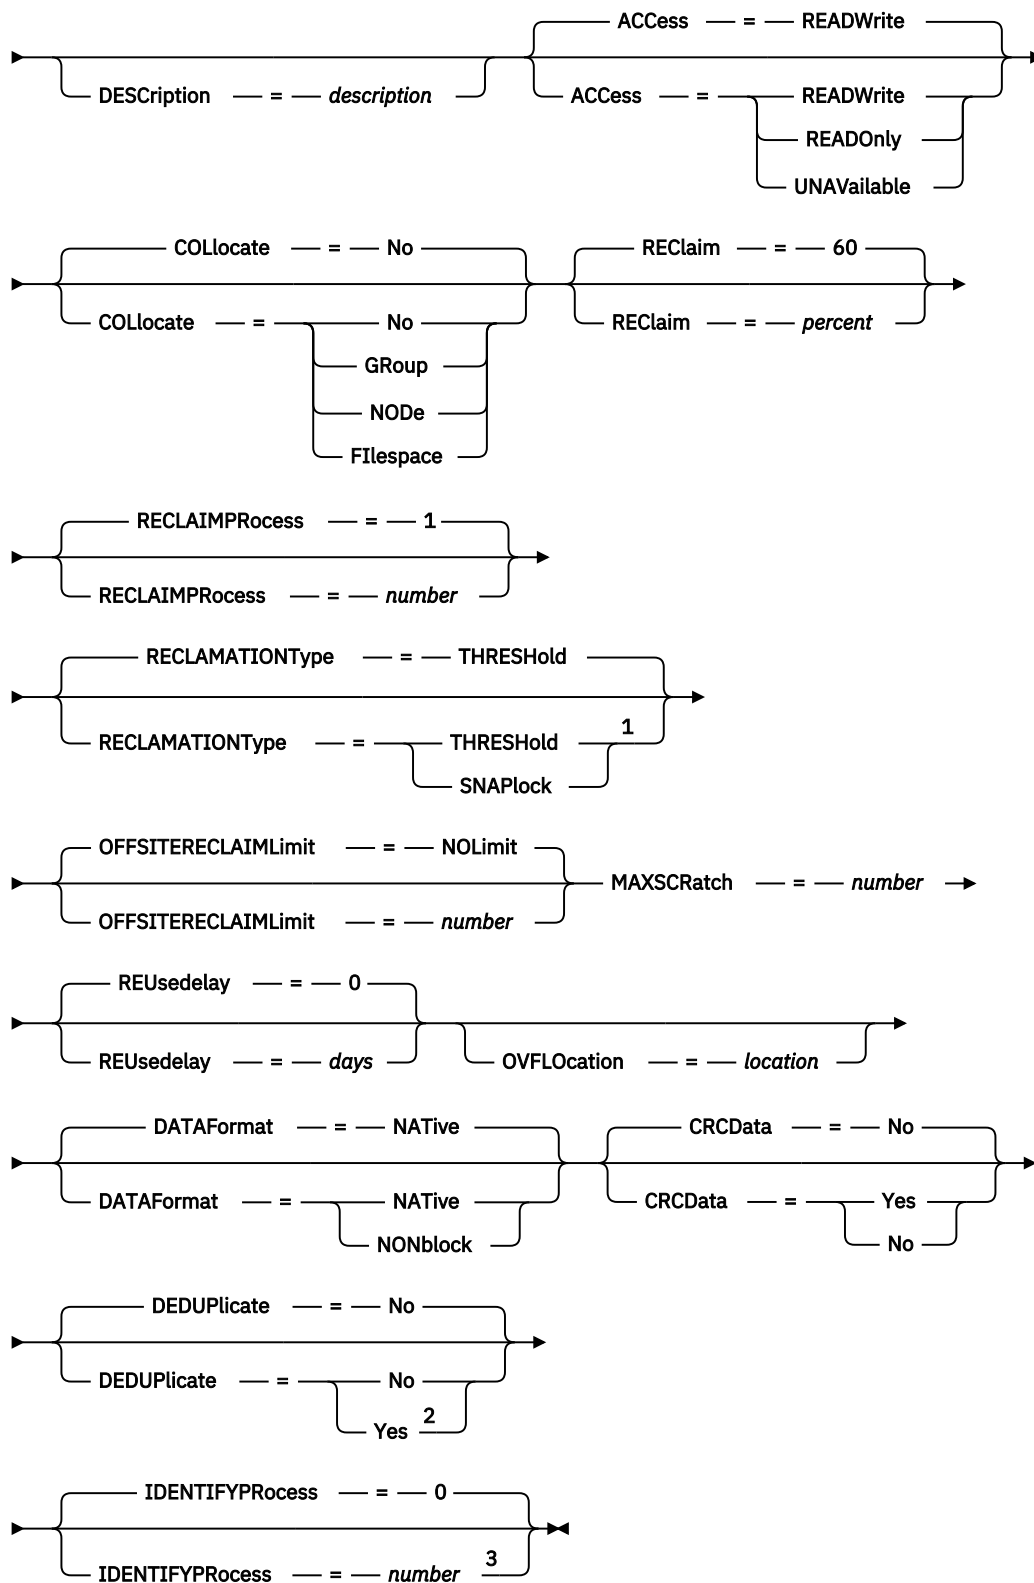 ACCess = READWrite
DESCription = description ACCess = READWrite
READOnly
UNAVailable
COLlocate = No REClaim = 60
COLlocate = No REClaim = percent
GRoup
NODe
FIlespace
RECLAIMPRocess = 1
RECLAIMPRocess = number
RECLAMATIONType = THRESHold
RECLAMATIONType = THRESHold 1
SNAPlock
OFFSITERECLAIMLimit = NOLimit
MAXSCRatch = number
OFFSITERECLAIMLimit = number
REUsedelay = 0
REUsedelay = days OVFLOcation = location
DATAFormat = NATive CRCData = No
DATAFormat = NATive CRCData = Yes
NONblock No
DEDUPlicate = No
DEDUPlicate = No
Yes 2
IDENTIFYPRocess = 0
IDENTIFYPRocess = number 3